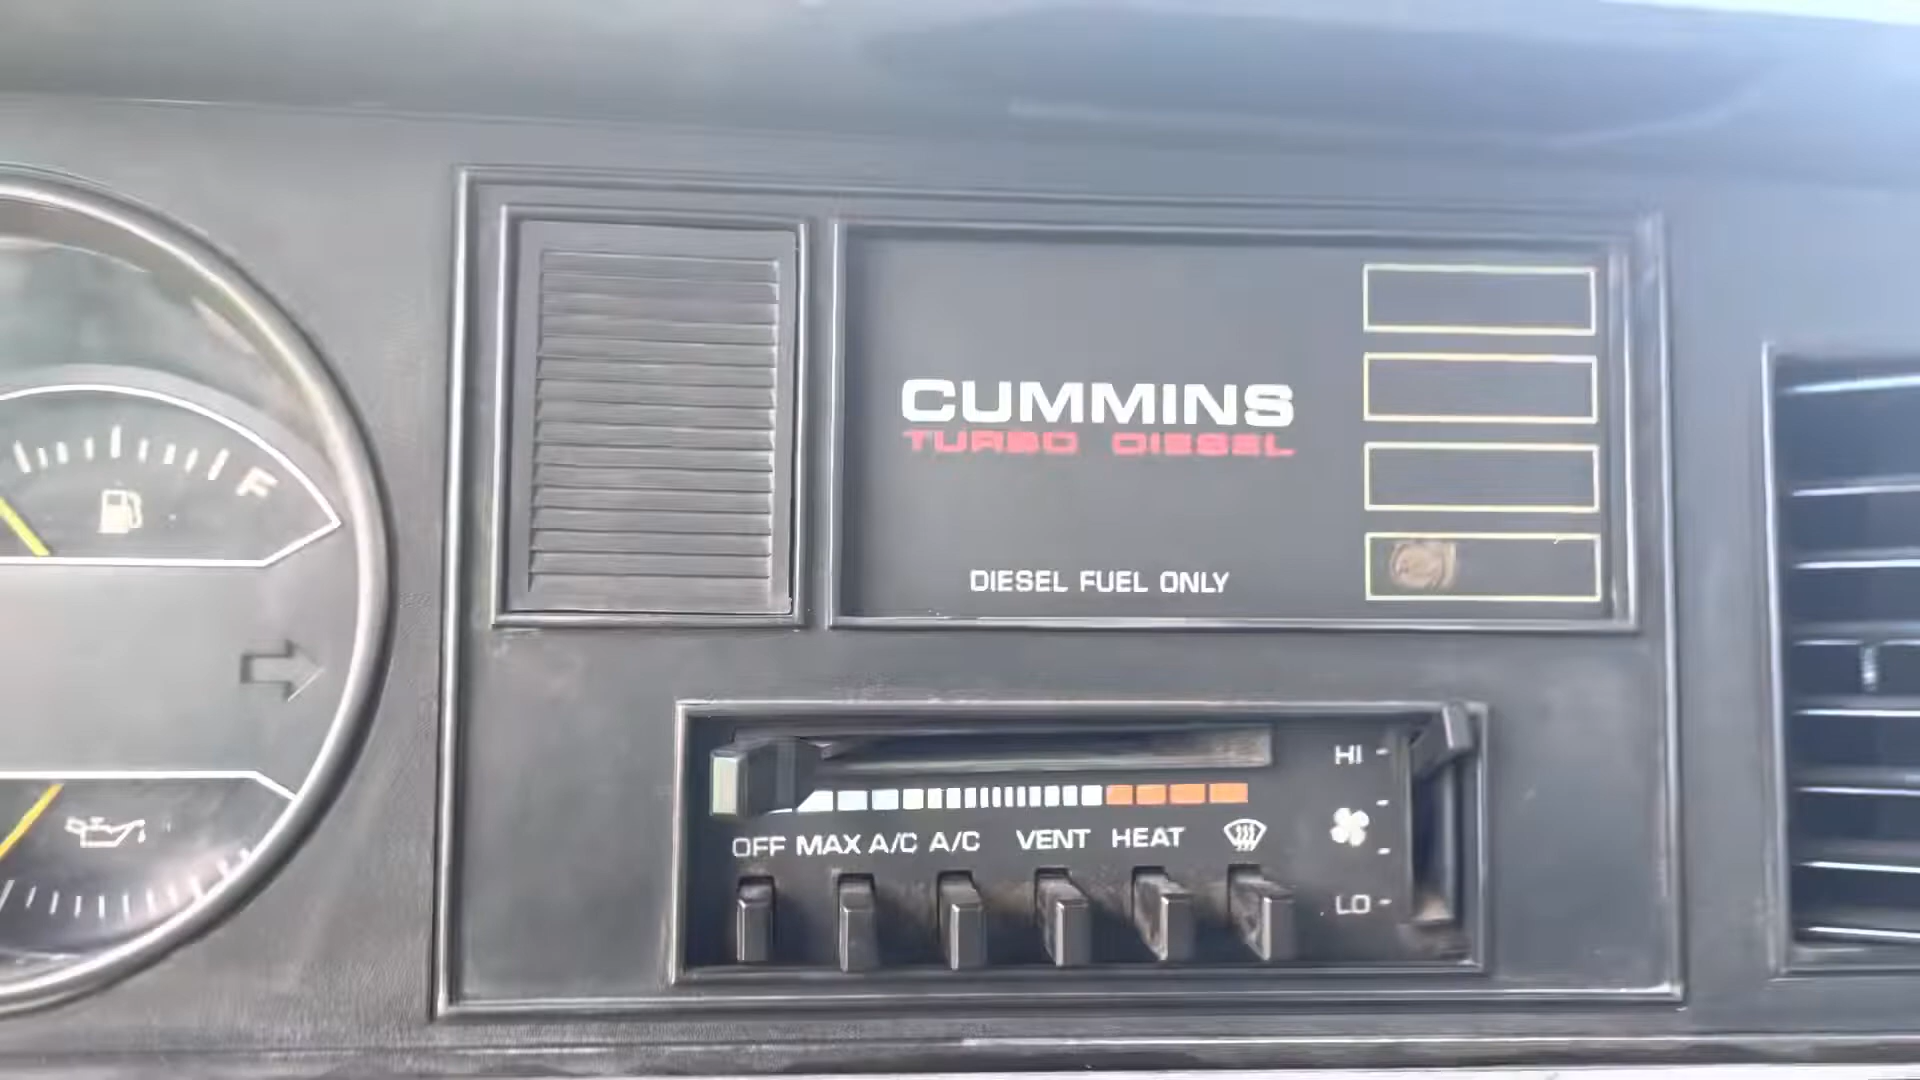 F
CUMMINS
TURBO DIESEL
DIESEL FUEL ONLY
OFF MAX A/C A/C VENT HEAT
HI
LO